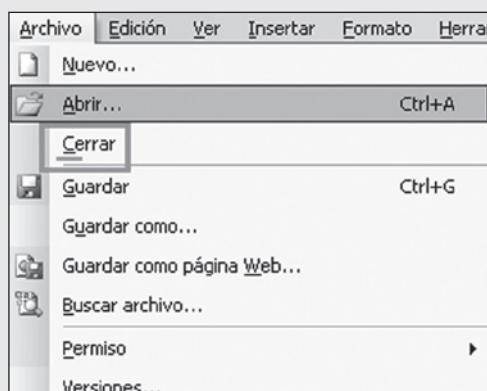 Archivo Edición Ver Insertar Formato
Nuevo...
Abrir... Ctrl+A
Cerrar
Guardar Ctrl+G
Guardar como...
Guardar como página Web...
Buscar archivo...
Permiso
Versiones...